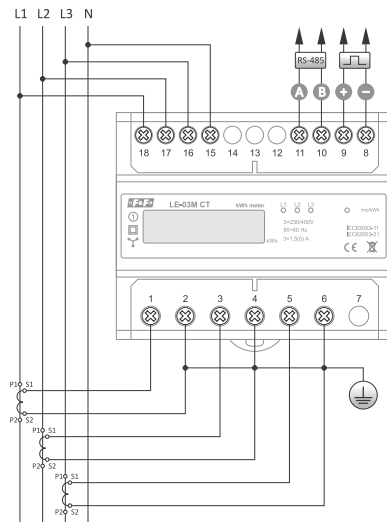 L1 L2 L3 N
RS-485
A B + −
18 17 16 15 14 13 12 11 10 9 8
F&F LE-03M CT kWh meter L1 L2 L3 imp/kWh
1
3×230/400V
50÷60 Hz
3×1,5(5) A
IEC62053-11
IEC62053-21
kWh
CE
1 2 3 4 5 6 7
P1 S1
P2 S2
P1 S1
P2 S2
P1 S1
P2 S2